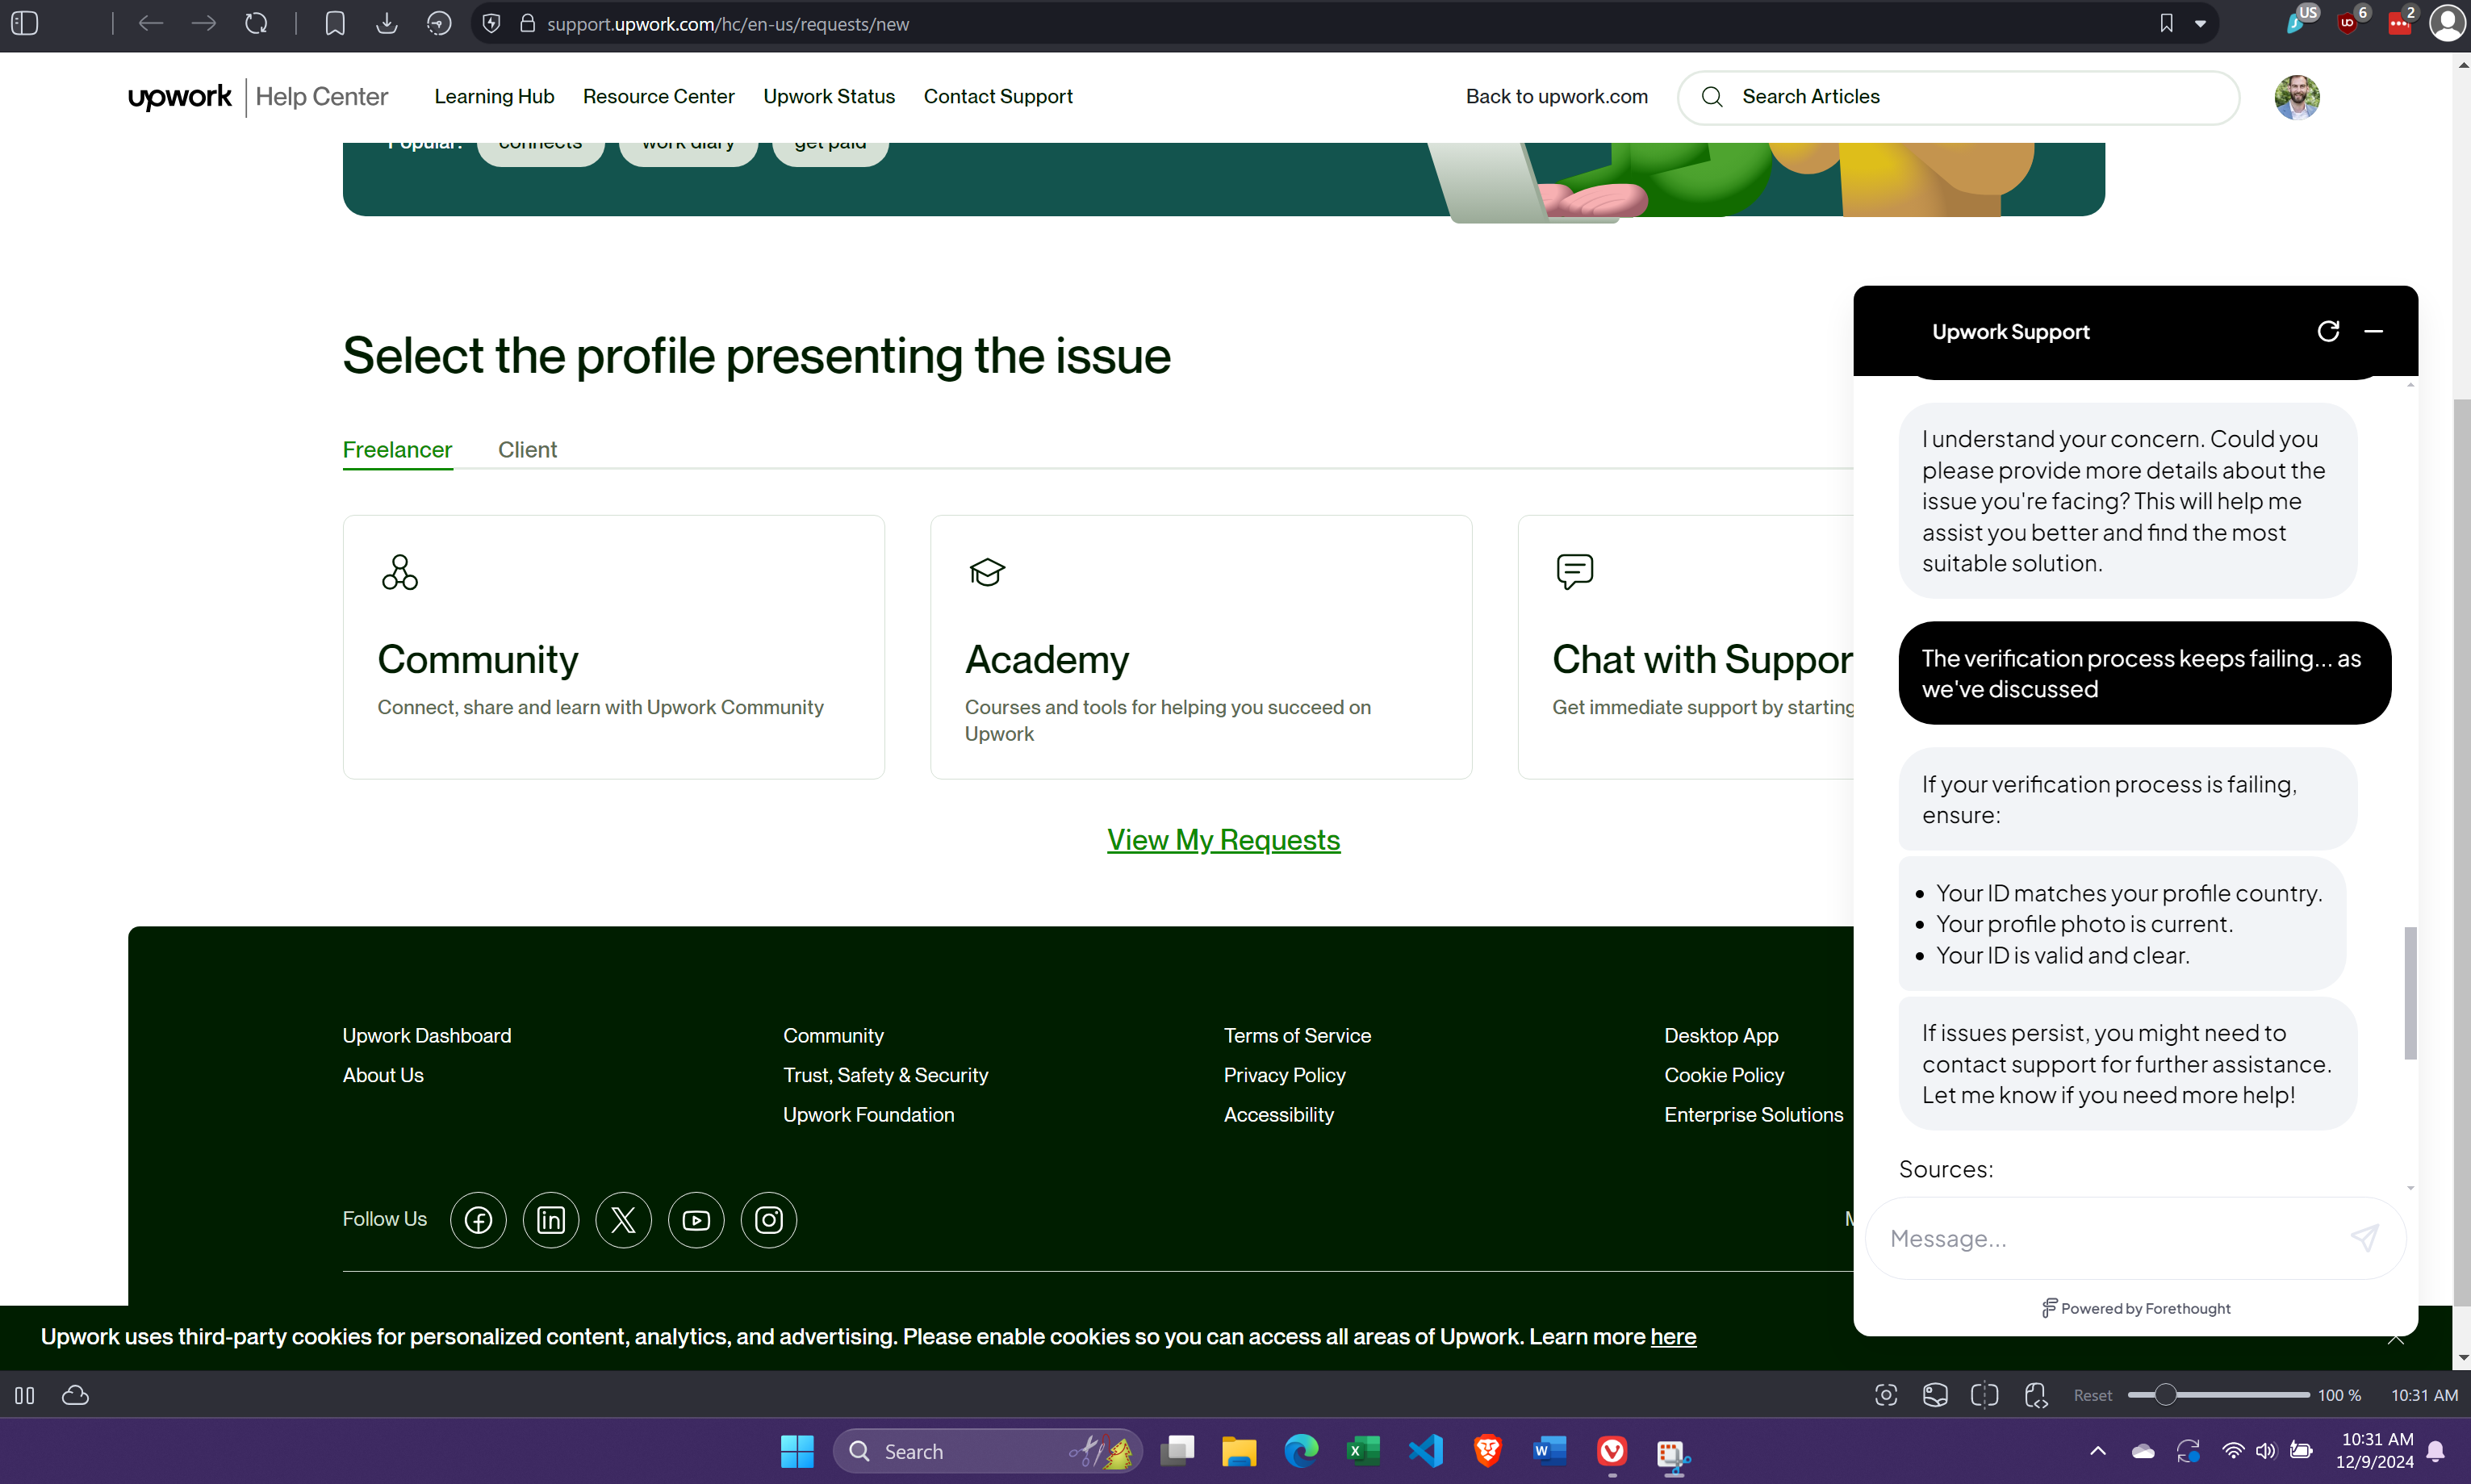 support.upwork.com/hc/en-us/requests/new
US
6
2
upwork
Help Center
Learning Hub
Resource Center
Upwork Status
Contact Support
Back to upwork.com
Search Articles
Popular:
connects
work diary
get paid
Select the profile presenting the issue
Freelancer
Client
Community
Connect, share and learn with Upwork Community
Academy
Courses and tools for helping you succeed on
Upwork
Chat with Suppor
Get immediate support by starting
View My Requests
Upwork Dashboard
About Us
Community
Trust, Safety & Security
Upwork Foundation
Terms of Service
Privacy Policy
Accessibility
Desktop App
Cookie Policy
Enterprise Solutions
Follow Us
Upwork uses third-party cookies for personalized content, analytics, and advertising. Please enable cookies so you can access all areas of Upwork. Learn more here
Upwork Support
I understand your concern. Could you
please provide more details about the
issue you're facing? This will help me
assist you better and find the most
suitable solution.
The verification process keeps failing... as
we've discussed
If your verification process is failing,
ensure:
• Your ID matches your profile country.
• Your profile photo is current.
• Your ID is valid and clear.
If issues persist, you might need to
contact support for further assistance.
Let me know if you need more help!
Sources:
Message...
Powered by Forethought
Reset
100 %
10:31 AM
Search
10:31 AM
12/9/2024